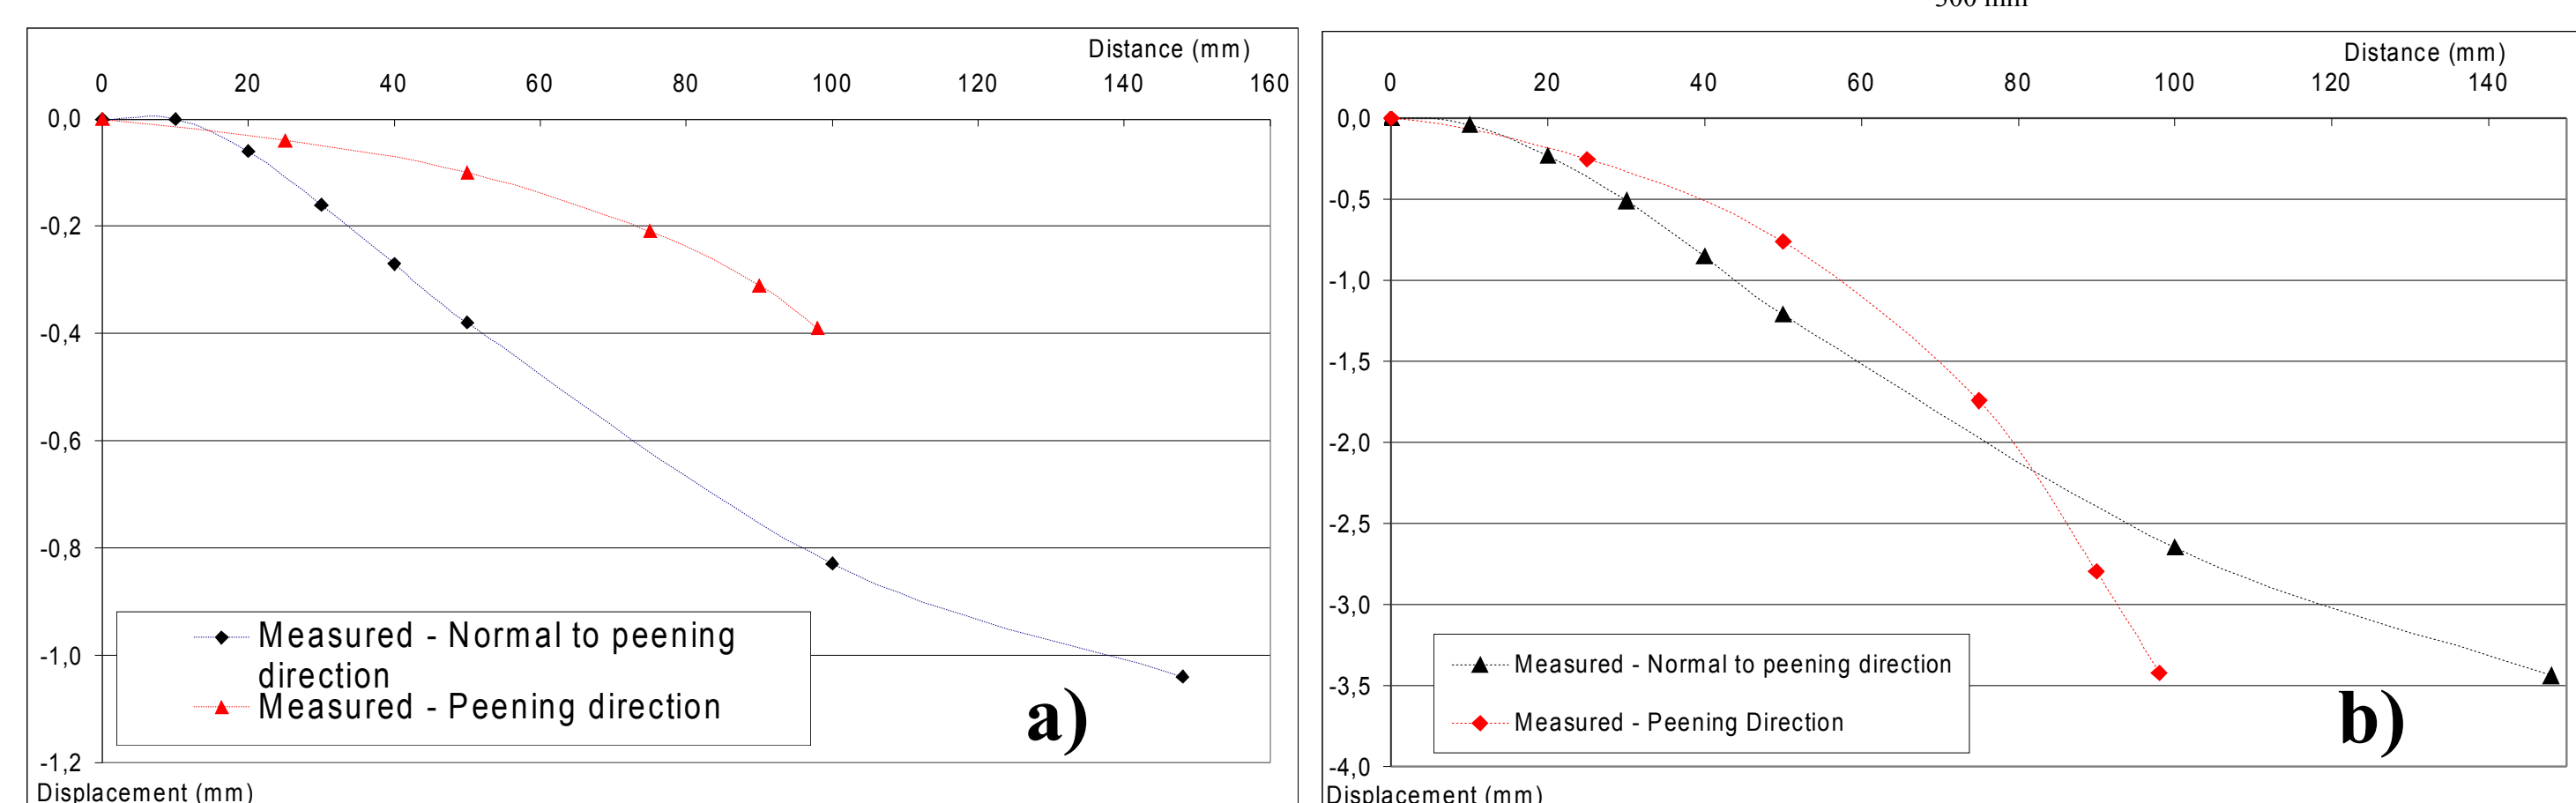 300 mm
Distance (mm)
0 20 40 60 80 100 120 140 160
0,0
-0,2
-0,4
-0,6
-0,8
-1,0
-1,2
Measured - Normal to peening
direction
Measured - Peening direction
a)
Displacement (mm)
Distance (mm)
0 20 40 60 80 100 120 140
0,0
-0,5
-1,0
-1,5
-2,0
-2,5
-3,0
-3,5
-4,0
Measured - Normal to peening direction
Measured - Peening Direction
b)
Displacement (mm)